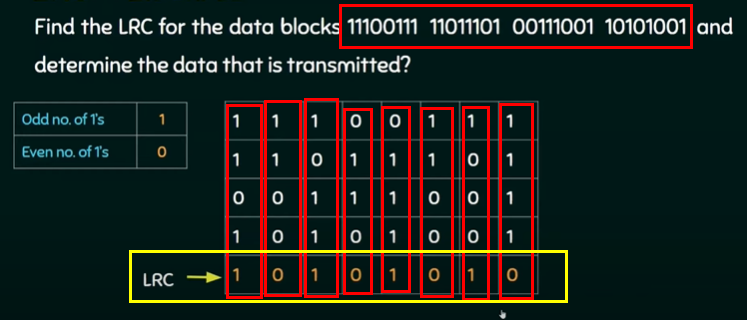 Find the LRC for the data blocks 11100111 11011101 00111001 10101001 and
determine the data that is transmitted?
Odd no. of 1's 1
Even no. of 1's 0
1 1 1 0 0 1 1 1
1 1 0 1 1 1 0 1
0 0 1 1 1 0 0 1
1 0 1 0 1 0 0 1
LRC 1 0 1 0 1 0 1 0